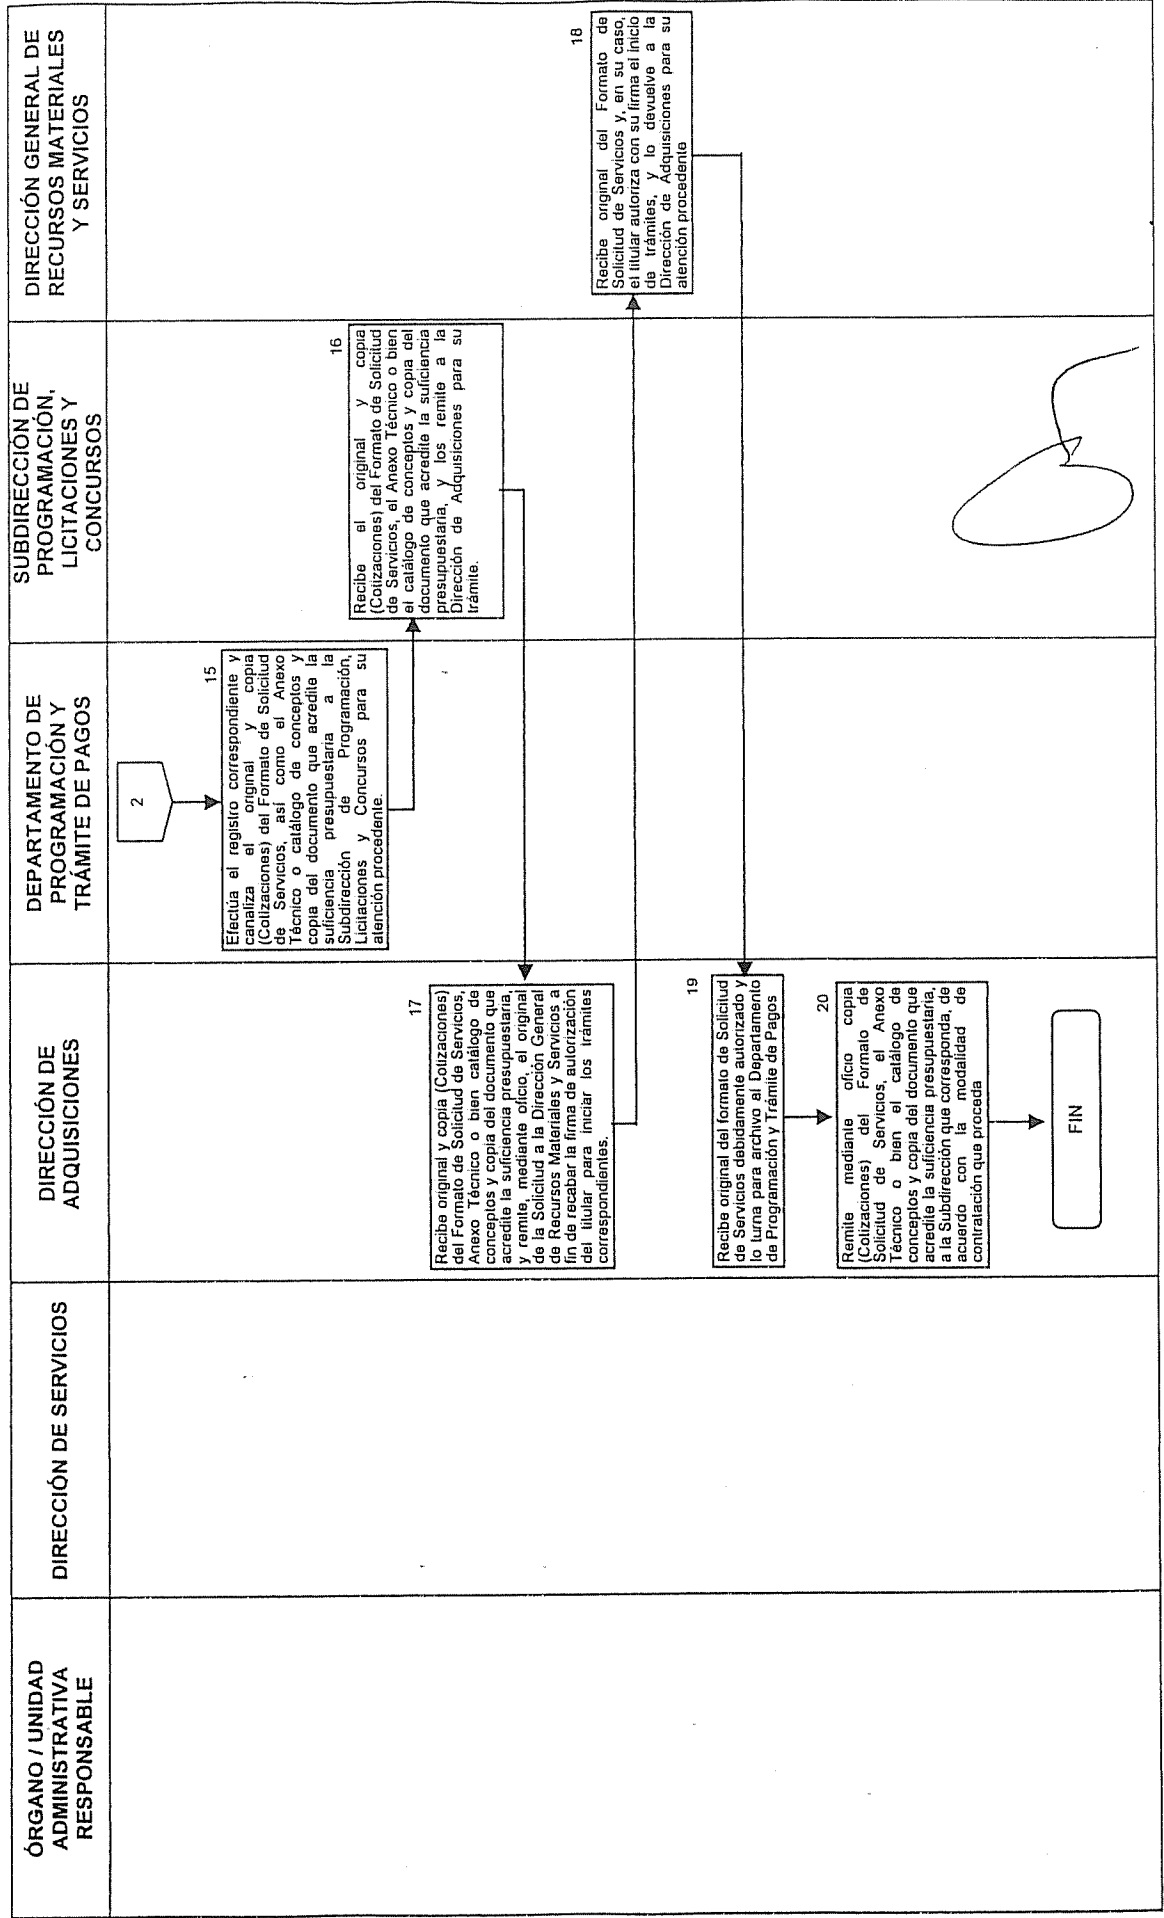 ÓRGANO / UNIDAD
ADMINISTRATIVA
RESPONSABLE
DIRECCIÓN DE SERVICIOS
DIRECCIÓN DE
ADQUISICIONES
DEPARTAMENTO DE
PROGRAMACIÓN Y
TRÁMITE DE PAGOS
SUBDIRECCIÓN DE
PROGRAMACIÓN,
LICITACIONES Y
CONCURSOS
DIRECCIÓN GENERAL DE
RECURSOS MATERIALES
Y SERVICIOS
2
15
Efectúa el registro correspondiente y
canaliza el original y copia
(Cotizaciones) del Formato de Solicitud
de Servicios, así como el Anexo
Técnico o catálogo de conceptos y
copia del documento que acredite la
suficiencia presupuestaria a la
Subdirección de Programación,
Licitaciones y Concursos para su
atención procedente.
16
Recibe el original y copia
(Cotizaciones) del Formato de Solicitud
de Servicios, el Anexo Técnico o bien
el catálogo de conceptos y copia del
documento que acredite la suficiencia
presupuestaria, y los remite a la
Dirección de Adquisiciones para su
trámite.
17
Recibe original y copia (Cotizaciones)
del Formato de Solicitud de Servicios,
Anexo Técnico o bien catálogo de
conceptos y copia del documento que
acredite la suficiencia presupuestaria,
y remite, mediante oficio, el original
de la Solicitud a la Dirección General
de Recursos Materiales y Servicios a
fin de recabar la firma de autorización
del titular para iniciar los trámites
correspondientes.
18
Recibe original del Formato de
Solicitud de Servicios y, en su caso,
el titular autoriza con su firma el inicio
de trámites, y lo devuelve a la
Dirección de Adquisiciones para su
atención procedente
19
Recibe original del formato de Solicitud
de Servicios debidamente autorizado y
lo turna para archivo al Departamento
de Programación y Trámite de Pagos
20
Remite mediante oficio copia
(Cotizaciones) del Formato de
Solicitud de Servicios, el Anexo
Técnico o bien el catálogo de
conceptos y copia del documento que
acredite la suficiencia presupuestaria,
a la Subdirección que corresponda, de
acuerdo con la modalidad de
contratación que proceda
FIN